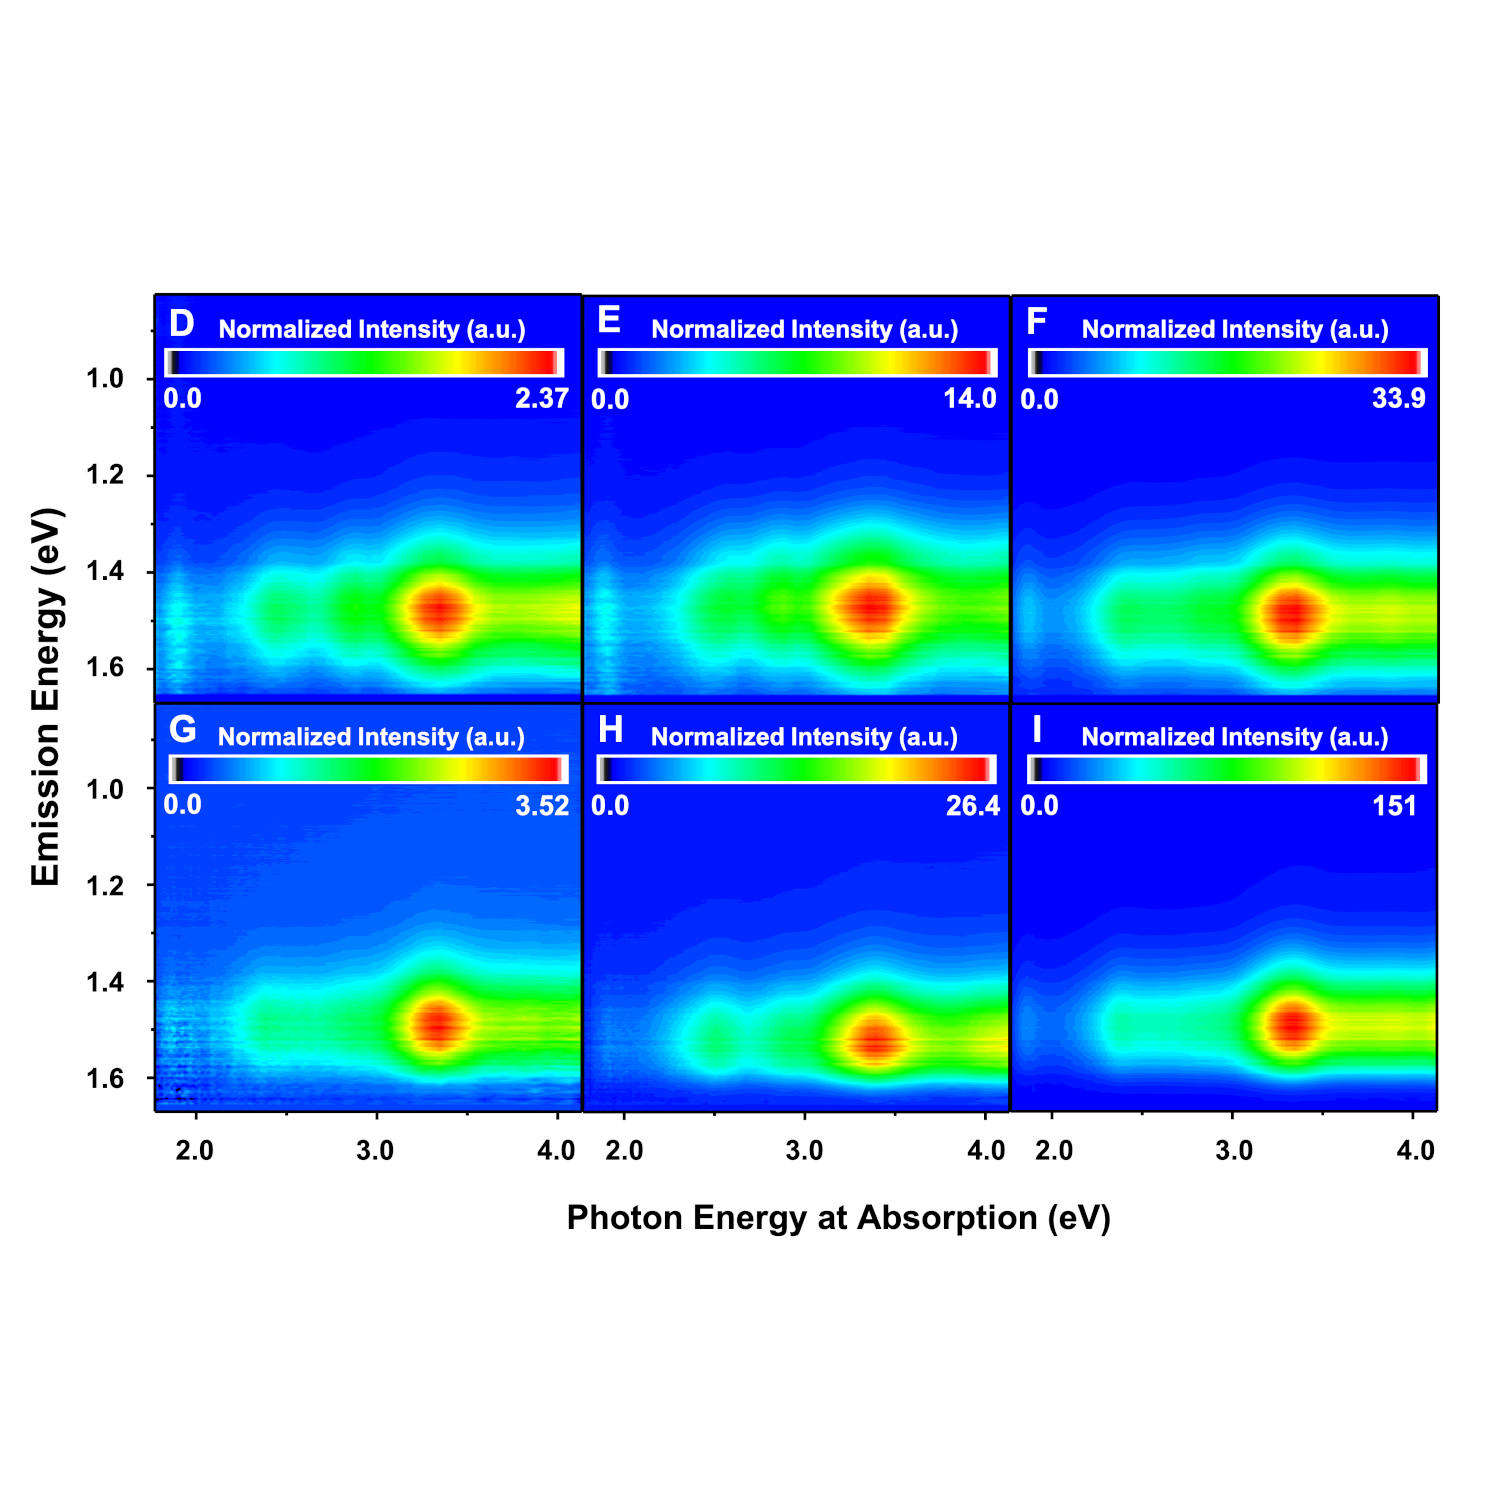 D Normalized Intensity (a.u.)
0.0 2.37
E Normalized Intensity (a.u.)
0.0 14.0
F Normalized Intensity (a.u.)
0.0 33.9
1.0
1.2
1.4
1.6
G Normalized Intensity (a.u.)
0.0 3.52
H Normalized Intensity (a.u.)
0.0 26.4
I Normalized Intensity (a.u.)
0.0 151
1.0
1.2
1.4
1.6
Emission Energy (eV)
2.0 3.0 4.0 2.0 3.0 4.0 2.0 3.0 4.0
Photon Energy at Absorption (eV)